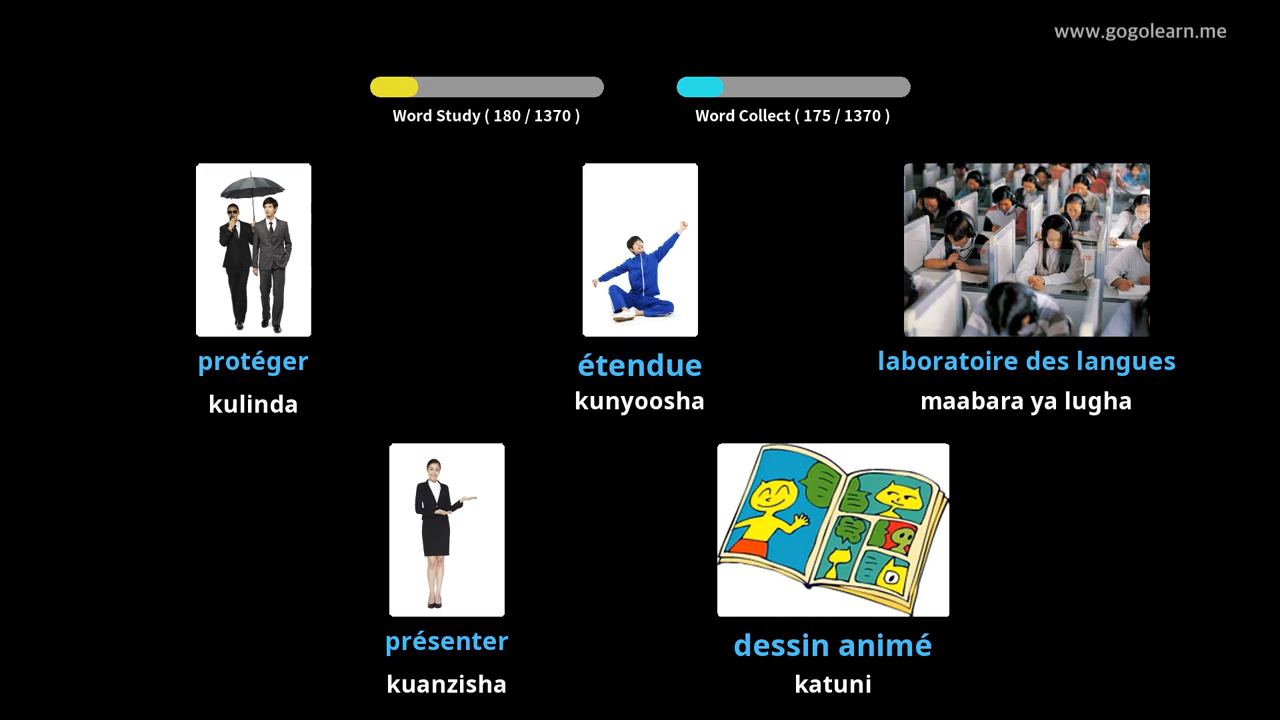 www.gogolearn.me
Word Study ( 180 / 1370 )
Word Collect ( 175 / 1370 )
protéger
kulinda
étendue
kunyoosha
laboratoire des langues
maabara ya lugha
présenter
kuanzisha
dessin animé
katuni